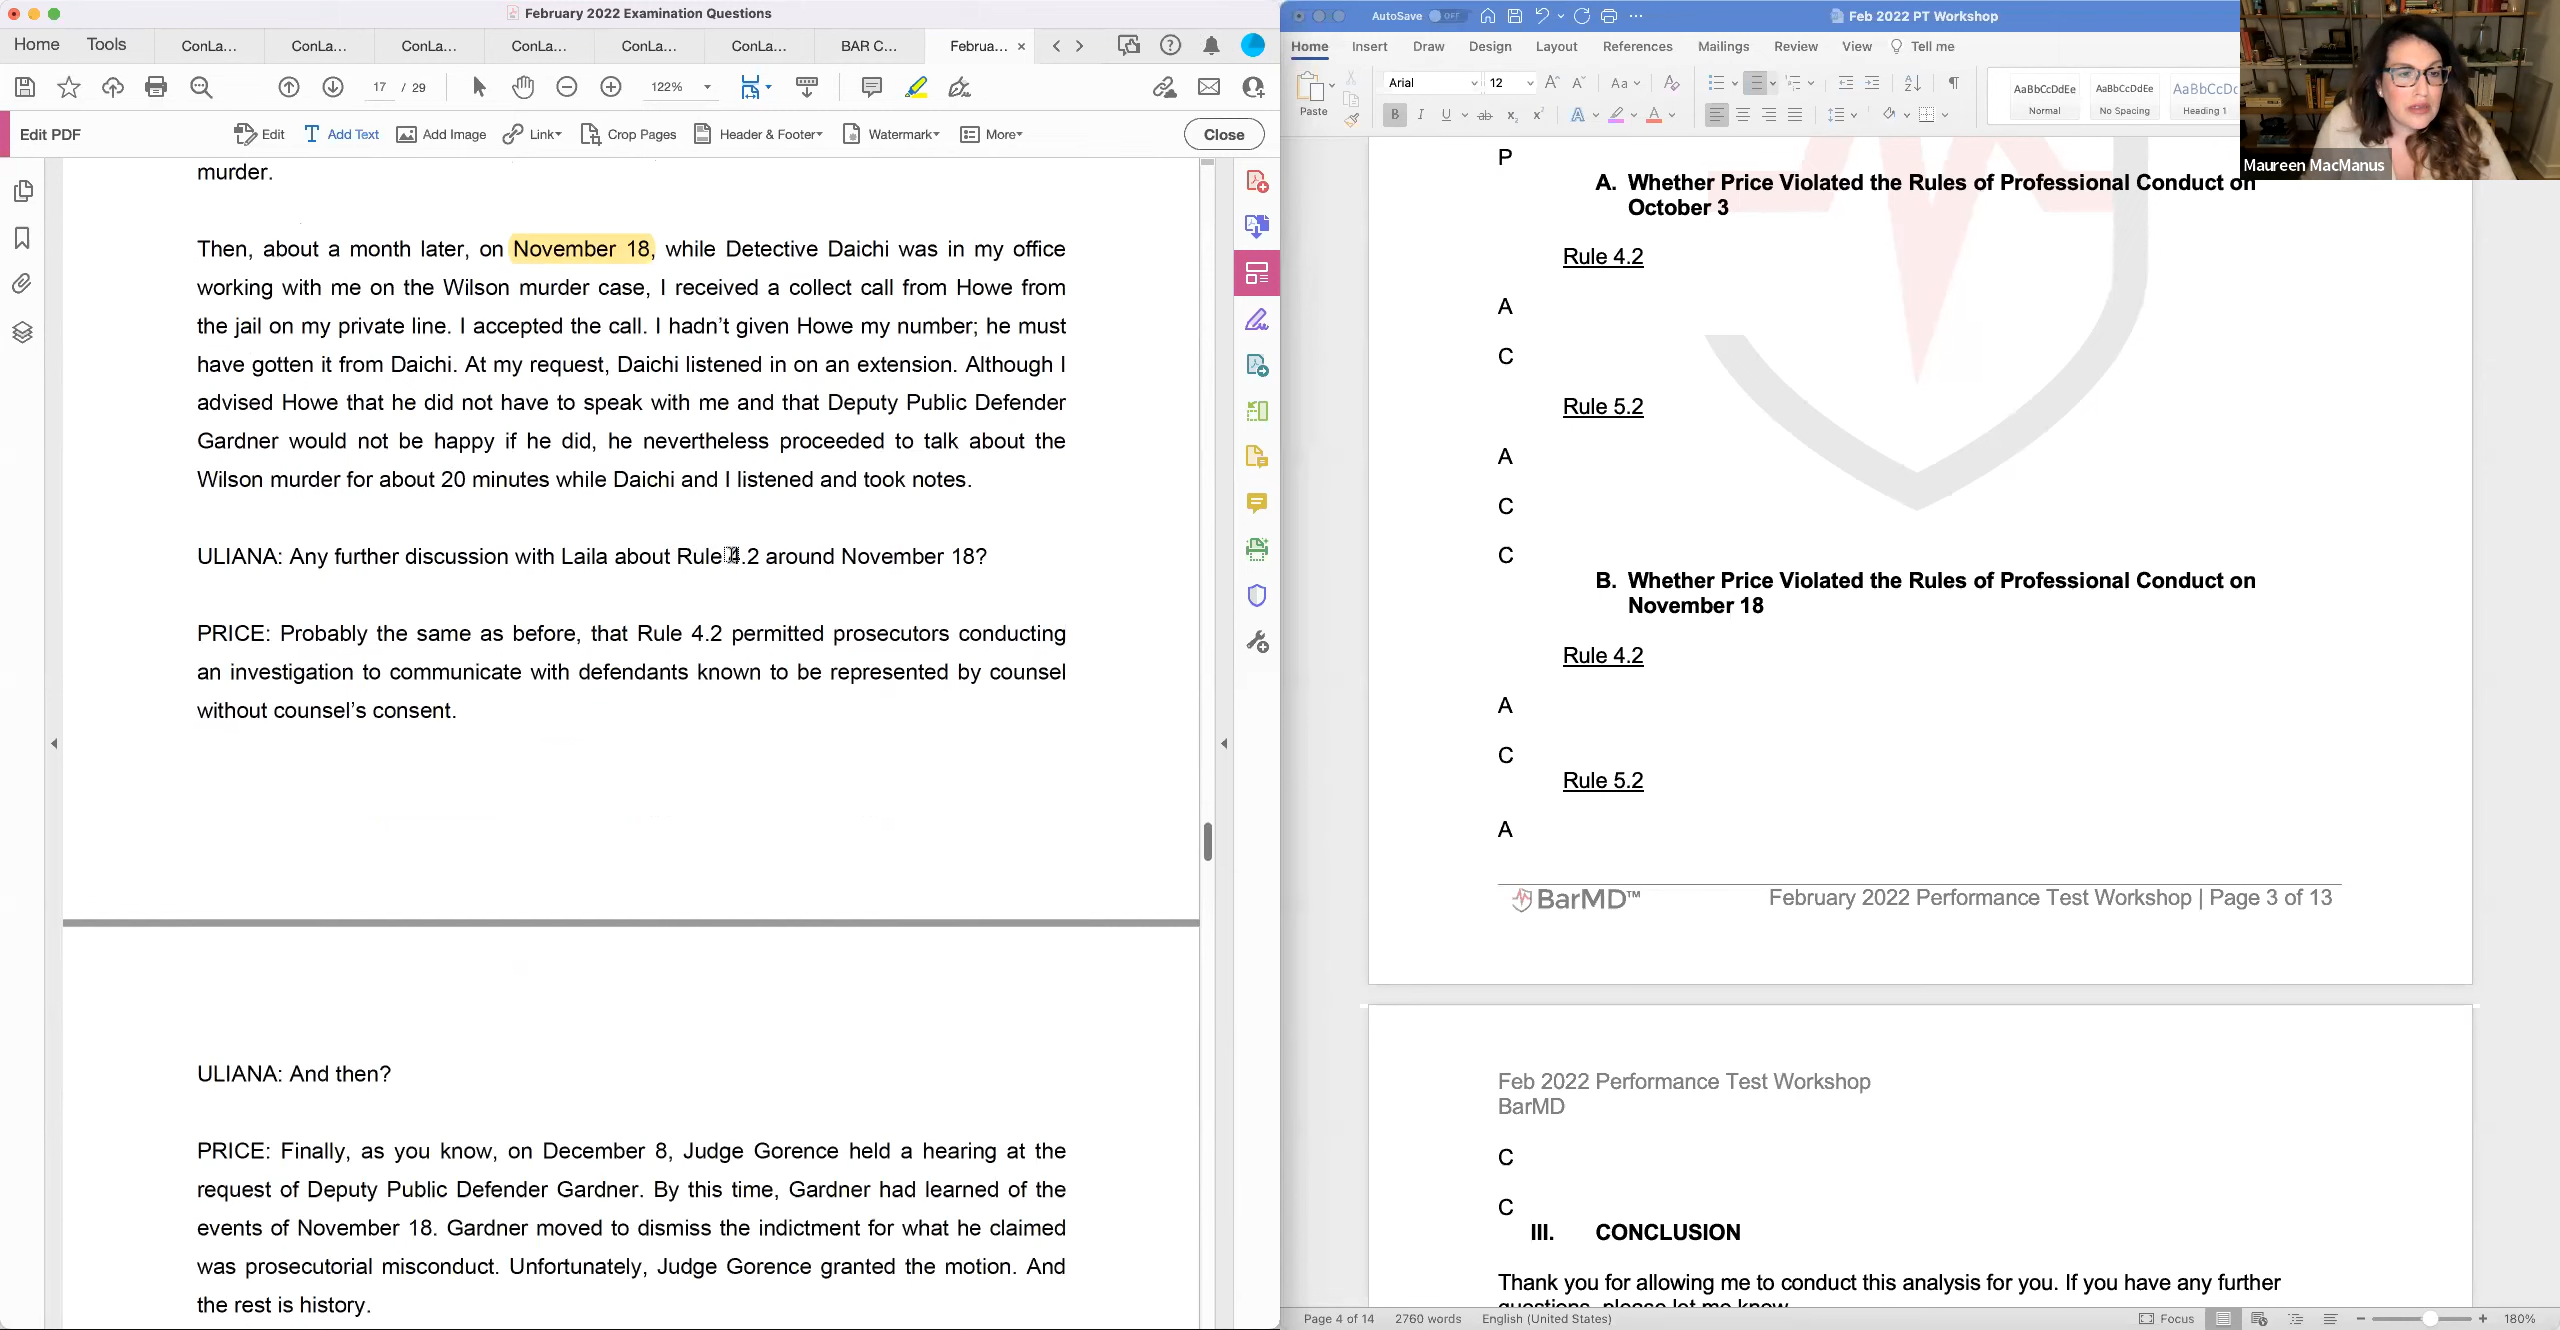 February 2022 Examination Questions
Home Tools ConLa... ConLa... ConLa... ConLa... ConLa... ConLa... BAR C... Februa... ×
17 / 29 122%
Edit PDF Edit Add Text Add Image Link Crop Pages Header & Footer Watermark More Close
murder.
Then, about a month later, on November 18, while Detective Daichi was in my office
working with me on the Wilson murder case, I received a collect call from Howe from
the jail on my private line. I accepted the call. I hadn't given Howe my number; he must
have gotten it from Daichi. At my request, Daichi listened in on an extension. Although I
advised Howe that he did not have to speak with me and that Deputy Public Defender
Gardner would not be happy if he did, he nevertheless proceeded to talk about the
Wilson murder for about 20 minutes while Daichi and I listened and took notes.
ULIANA: Any further discussion with Laila about Rule 4.2 around November 18?
PRICE: Probably the same as before, that Rule 4.2 permitted prosecutors conducting
an investigation to communicate with defendants known to be represented by counsel
without counsel's consent.
ULIANA: And then?
PRICE: Finally, as you know, on December 8, Judge Gorence held a hearing at the
request of Deputy Public Defender Gardner. By this time, Gardner had learned of the
events of November 18. Gardner moved to dismiss the indictment for what he claimed
was prosecutorial misconduct. Unfortunately, Judge Gorence granted the motion. And
the rest is history.
AutoSave OFF Feb 2022 PT Workshop
Home Insert Draw Design Layout References Mailings Review View Tell me
Paste Arial 12 Aa
B I U ab x₂ x² A A
AaBbCcDdEe AaBbCcDdEe AaBbCcDc
Normal No Spacing Heading 1
Maureen MacManus
P
A. Whether Price Violated the Rules of Professional Conduct on
October 3
Rule 4.2
A
C
Rule 5.2
A
C
C
B. Whether Price Violated the Rules of Professional Conduct on
November 18
Rule 4.2
A
C
Rule 5.2
A
BarMD™ February 2022 Performance Test Workshop | Page 3 of 13
Feb 2022 Performance Test Workshop
BarMD
C
C
III. CONCLUSION
Thank you for allowing me to conduct this analysis for you. If you have any further
questions, please let me know
Page 4 of 14 2760 words English (United States) Focus 180%